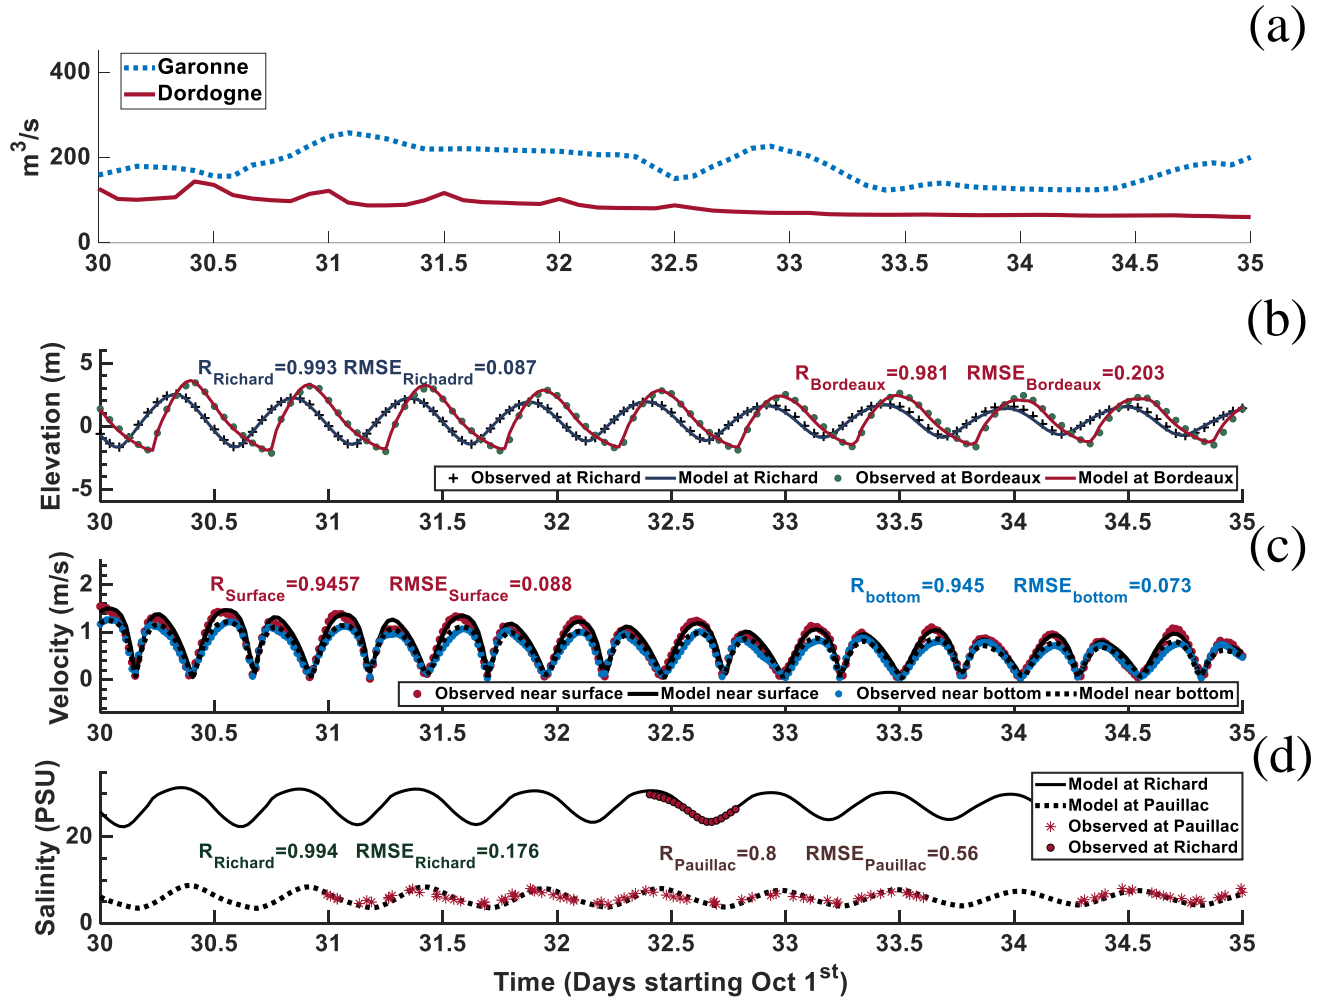 (a)
400
200
0
m3/s
Garonne
Dordogne
30 30.5 31 31.5 32 32.5 33 33.5 34 34.5 35
(b)
5
0
-5
Elevation (m)
RRichard=0.993 RMSERichadrd=0.087
RBordeaux=0.981 RMSEBordeaux=0.203
Observed at Richard Model at Richard Observed at Bordeaux Model at Bordeaux
30 30.5 31 31.5 32 32.5 33 33.5 34 34.5 35
(c)
2
1
0
Velocity (m/s)
RSurface=0.9457 RMSESurface=0.088
Rbottom=0.945 RMSEbottom=0.073
Observed near surface Model near surface Observed near bottom Model near bottom
30 30.5 31 31.5 32 32.5 33 33.5 34 34.5 35
(d)
20
0
Salinity (PSU)
Model at Richard
Model at Pauillac
Observed at Pauillac
Observed at Richard
RRichard=0.994 RMSERichard=0.176
RPauillac=0.8 RMSEPauillac=0.56
30 30.5 31 31.5 32 32.5 33 33.5 34 34.5 35
Time (Days starting Oct 1st)